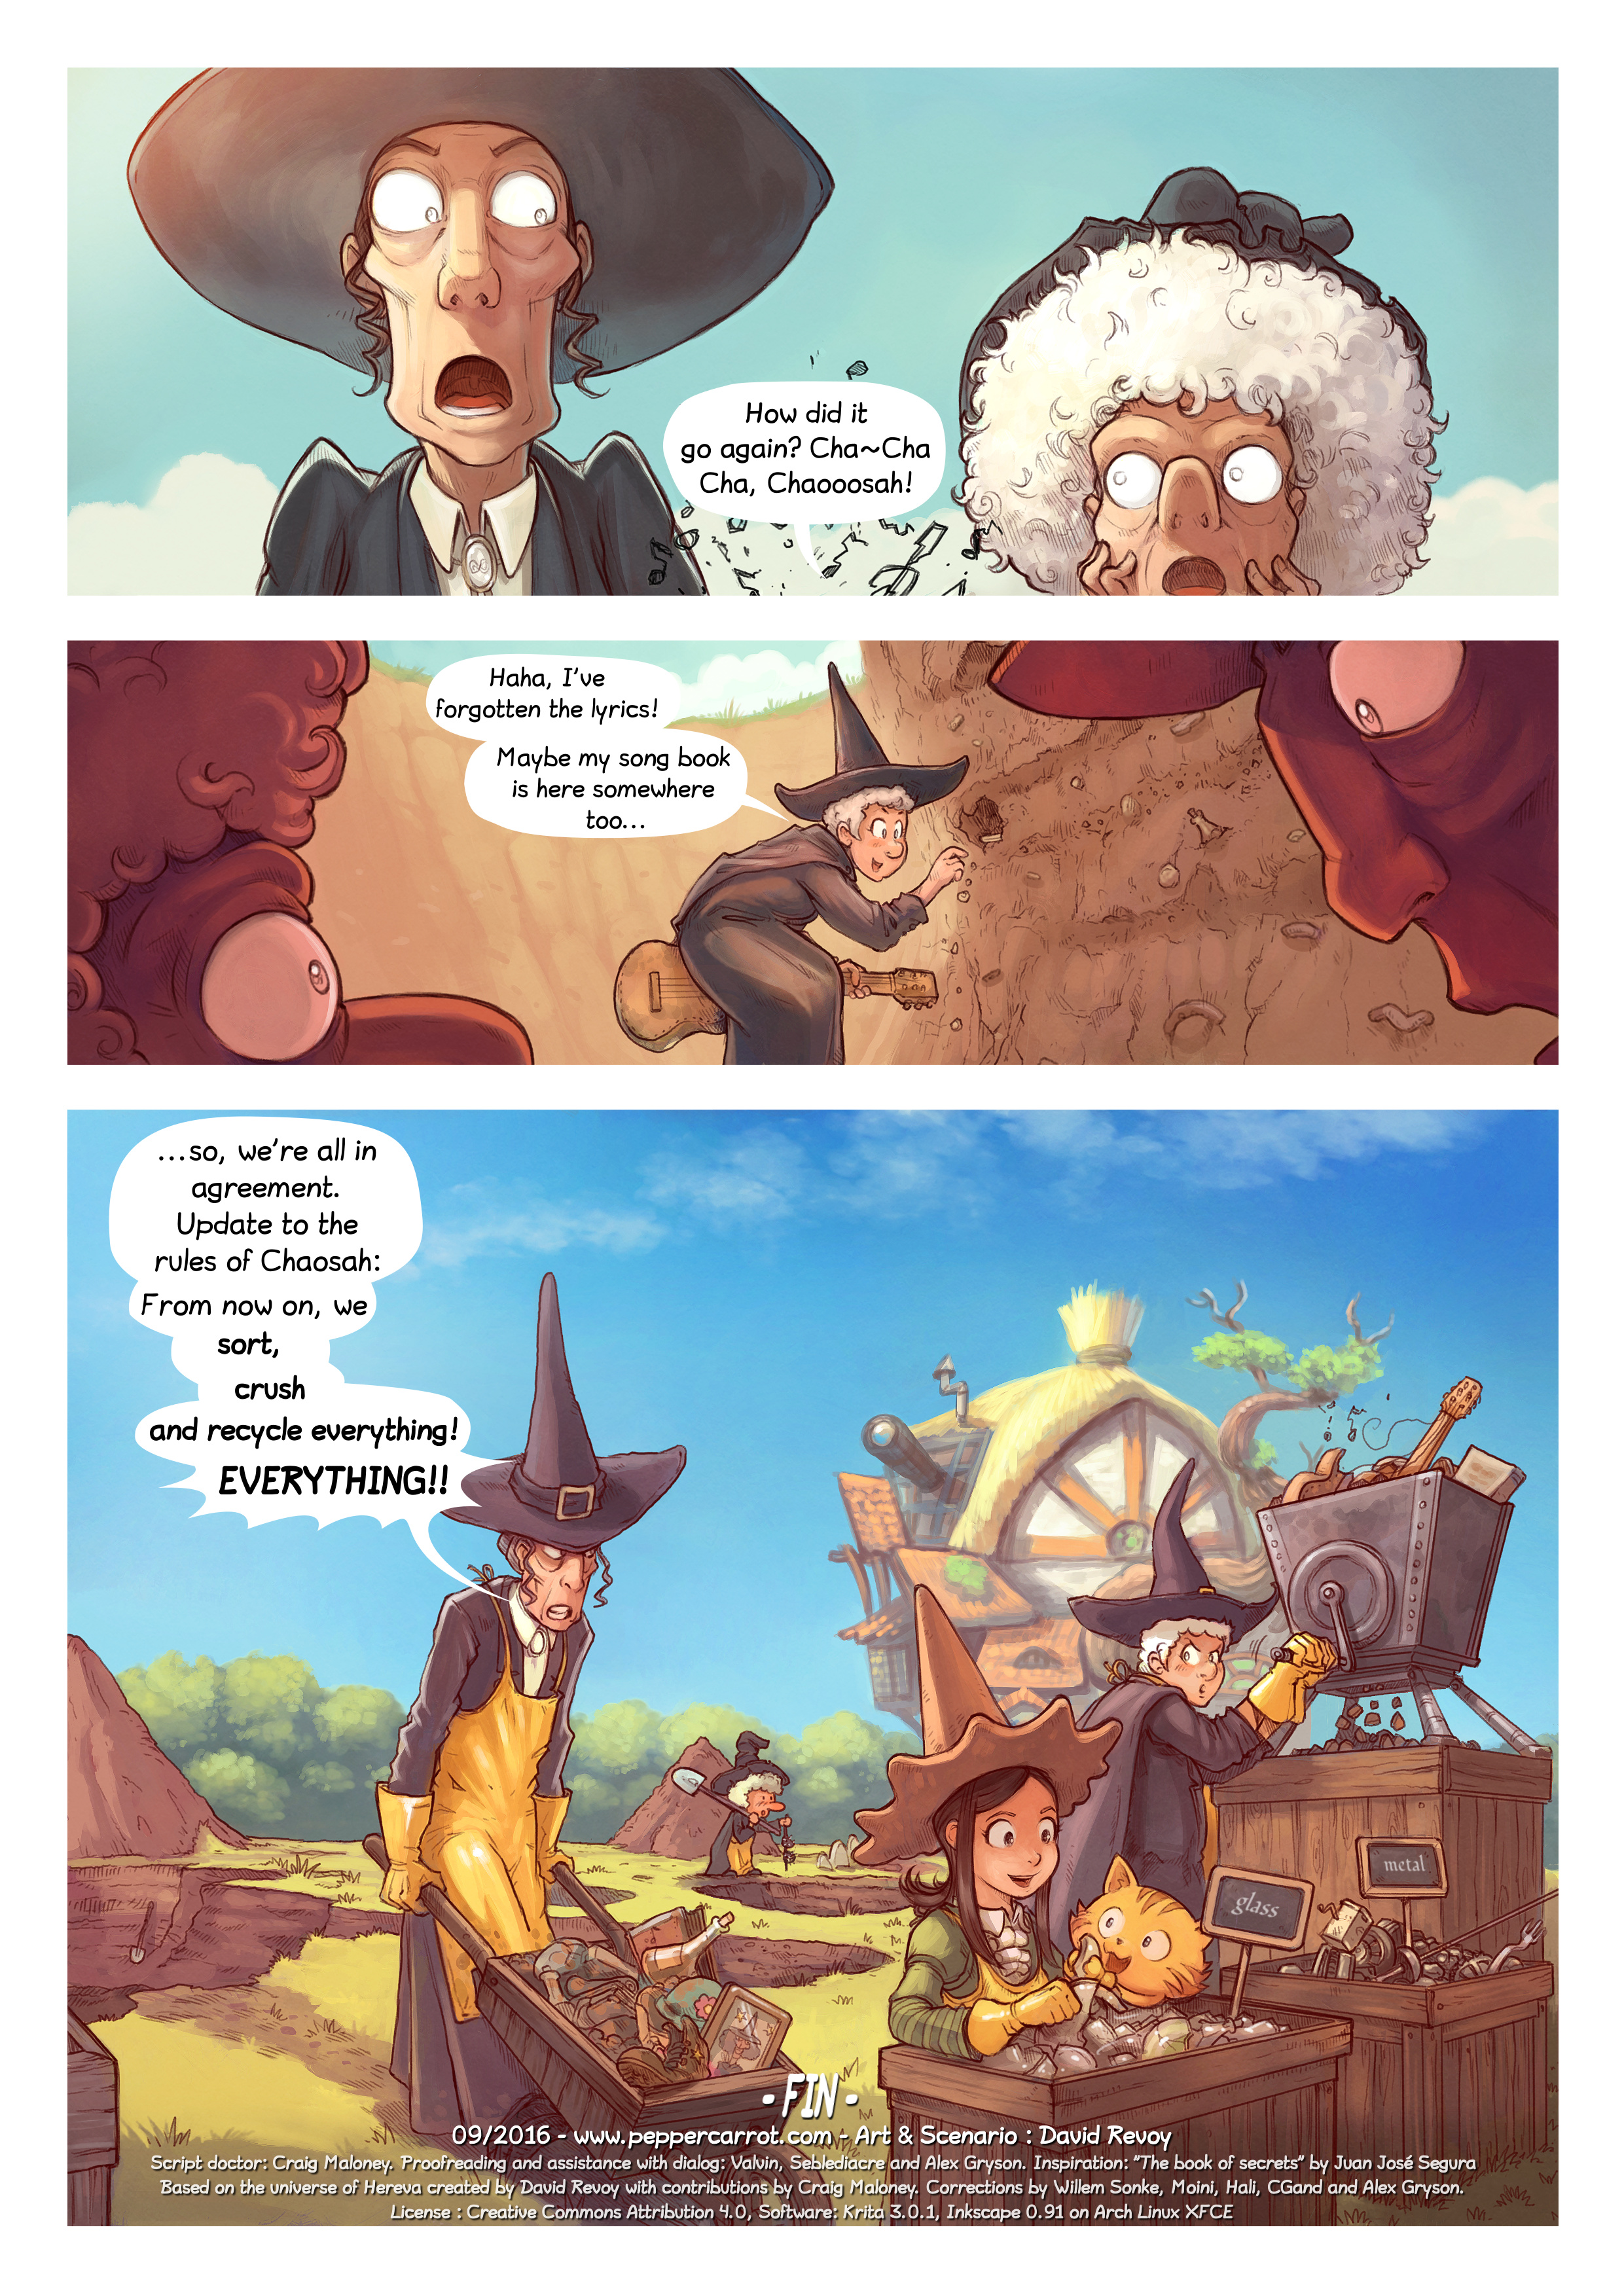 How did it
go again? Cha~Cha
Cha, Chaooosah!
Haha, I've
forgotten the lyrics!
Maybe my song book
is here somewhere
too...
...so, we're all in
agreement.
Update to the
rules of Chaosah:
From now on, we
sort,
crush
and recycle everything!
EVERYTHING!!
metal
glass
- FIN -
09/2016 - www.peppercarrot.com - Art & Scenario : David Revoy
Script doctor: Craig Maloney. Proofreading and assistance with dialog: Valvin, Seblediacre and Alex Gryson. Inspiration: "The book of secrets" by Juan José Segura
Based on the universe of Hereva created by David Revoy with contributions by Craig Maloney. Corrections by Willem Sonke, Moini, Hali, CGand and Alex Gryson.
License : Creative Commons Attribution 4.0, Software: Krita 3.0.1, Inkscape 0.91 on Arch Linux XFCE